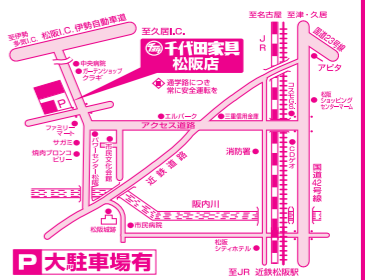 至名古屋
至津・久居
至久居I.C.
至伊勢
多気I.C.
松阪I.C.
伊勢自動車道
千代田家具
松阪店
JR
国道23号線
アピタ
中央病院
ガーデンショップ
クラギ
通学路につき
常に安全運転を
P
松阪
ショッピング
センターマーム
エルパーク
三重信用金庫
アクセス道路
ファミリー
マート
サガミ
焼肉ブロンコ
ビリー
パワーセンター松阪
市民文化会館
近鉄道路
消防署
国道42号線
阪内川
松阪城跡
市民病院
松阪
シティホテル
P大駐車場有
至JR 近鉄松阪駅